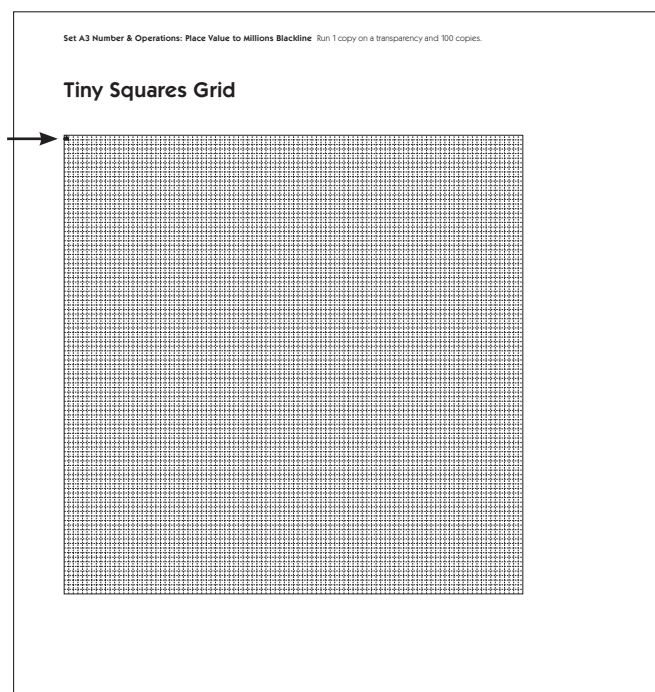 Set A3 Number & Operations: Place Value to Millions Blackline Run 1 copy on a transparency and 100 copies.
Tiny Squares Grid